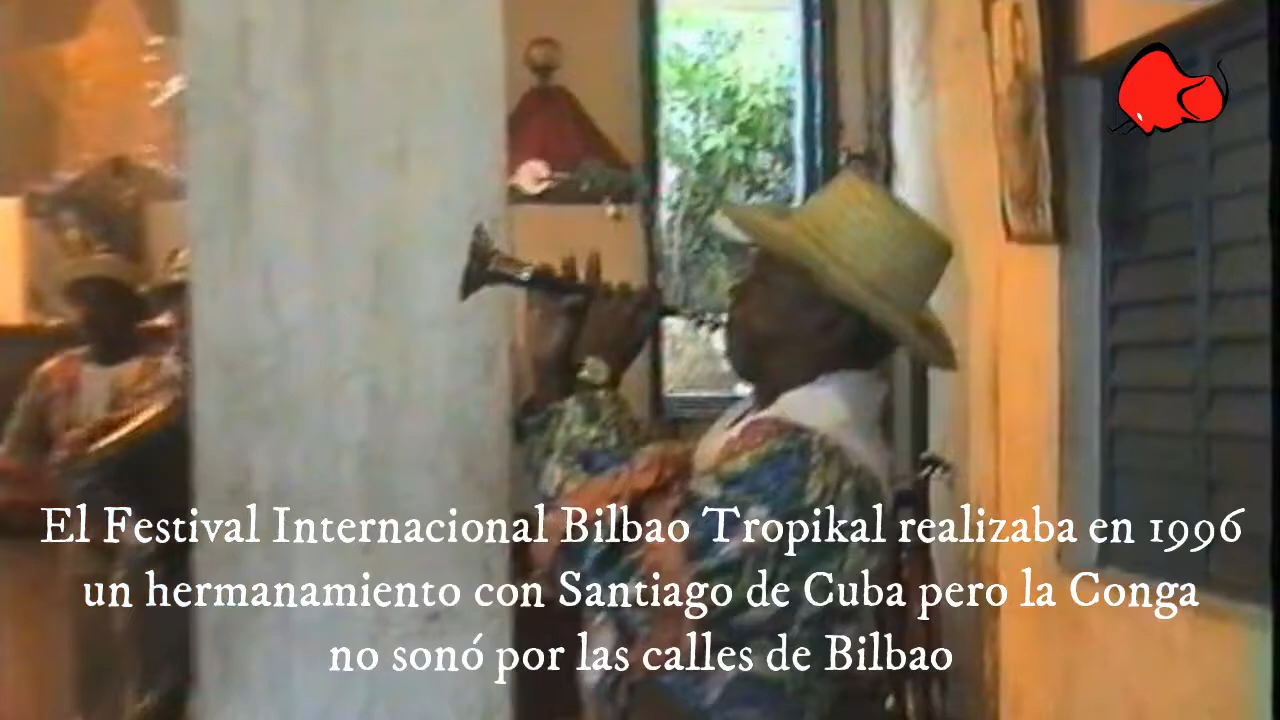 El Festival Internacional Bilbao Tropikal realizaba en 1996
un hermanamiento con Santiago de Cuba pero la Conga
no sonó por las calles de Bilbao